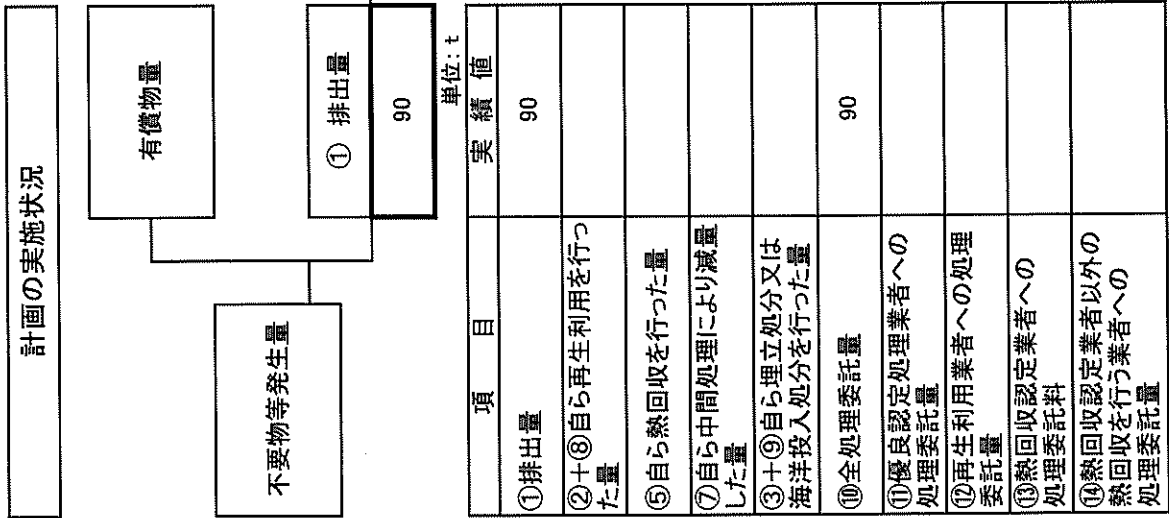 計画の実施状況
不要物等発生量
有償物量
① 排出量
90
単位:t
項 目
実 績 値
①排出量
90
②+⑧自ら再生利用を行っ
た量
⑤自ら熱回収を行った量
⑦自ら中間処理により減量
した量
③+⑨自ら埋立処分又は
海洋投入処分を行った量
⑩全処理委託量
90
⑪優良認定処理業者への
処理委託量
⑫再生利用業者への処理
委託量
⑬熱回収認定業者への
処理委託料
⑭熱回収認定業者以外の
熱回収を行う業者への
処理委託量